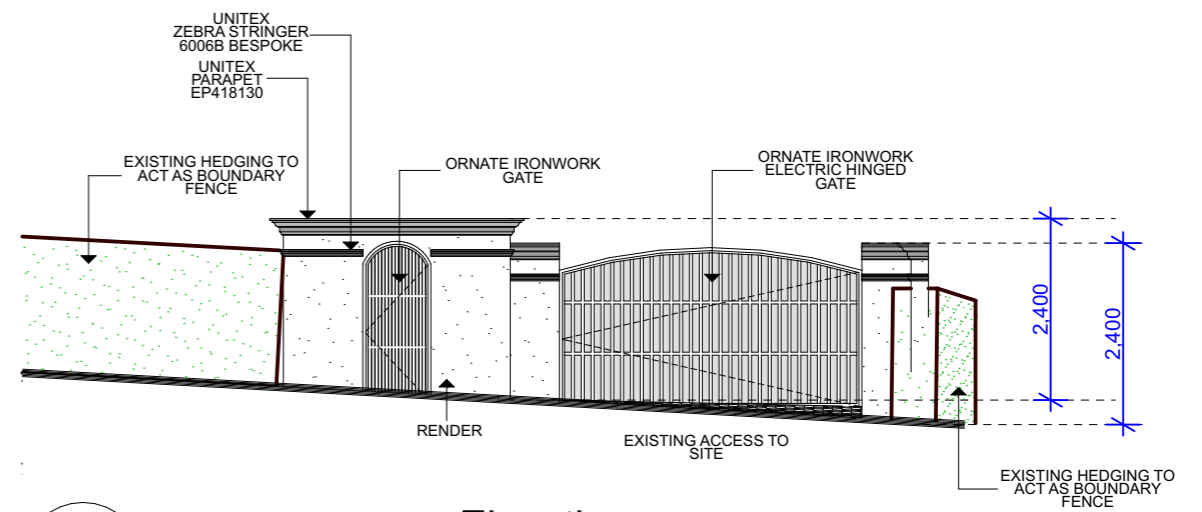 UNITEX
ZEBRA STRINGER
6006B BESPOKE
UNITEX
PARAPET
EP418130
EXISTING HEDGING TO
ACT AS BOUNDARY
FENCE
ORNATE IRONWORK
GATE
ORNATE IRONWORK
ELECTRIC HINGED
GATE
2,400
2,400
RENDER
EXISTING ACCESS TO
SITE
EXISTING HEDGING TO
ACT AS BOUNDARY
FENCE